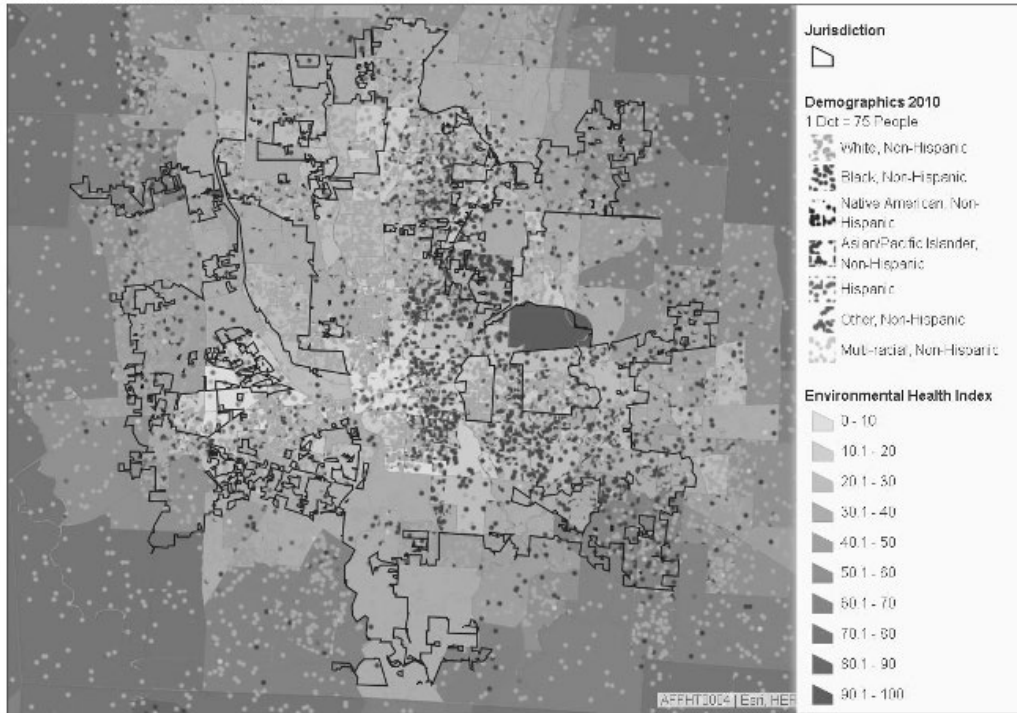 Jurisdiction
Demographics 2010
1 Dot = 75 People
White, Non-Hispanic
Black, Non-Hispanic
Native American, Non-
Hispanic
Asian/Pacific Islander,
Non-Hispanic
Hispanic
Other, Non-Hispanic
Multi-racial, Non-Hispanic
Environmental Health Index
0 - 10
10.1 - 20
20.1 - 30
30.1 - 40
40.1 - 50
50.1 - 60
60.1 - 70
70.1 - 80
80.1 - 90
90.1 - 100
AFFHT0004 | Esri, HER